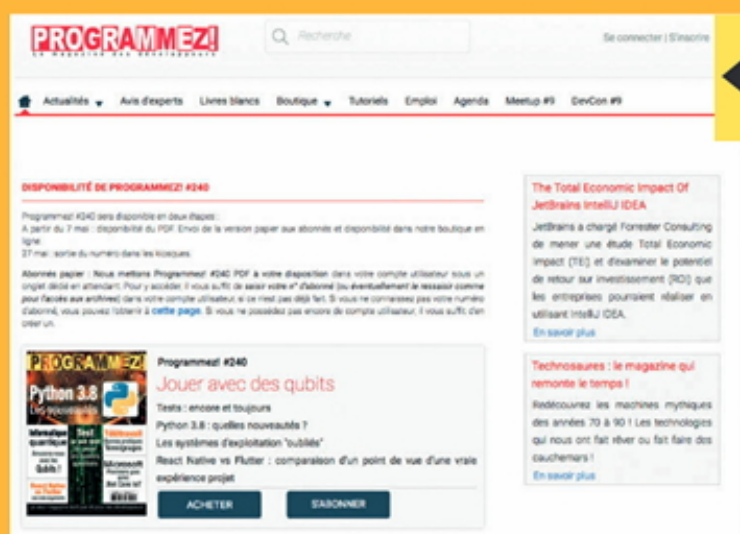 PROGRAMMEZ!
Le magazine des développeurs
Recherche
Se connecter | S'inscrire
Actualités
Avis d'experts
Livres blancs
Boutique
Tutoriels
Emploi
Agenda
Meetup #9
DevCon #9
DISPONIBILITÉ DE PROGRAMMEZ! #240
Programmez! #240 sera disponible en deux étapes :
A partir du 7 mai : disponibilité du PDF. Envoi de la version papier aux abonnés et disponibilité dans notre boutique en
ligne
27 mai : sortie du numéro dans les kiosques.
Abonnés papier : Nous mettons Programmez! #240 PDF à votre disposition dans votre compte utilisateur sous un
onglet dédié en attendant. Pour y accéder, il vous suffit de saisir votre n° d'abonné (ou éventuellement le ressaisir comme
pour l'accès aux archives) dans votre compte utilisateur, si ce n'est pas déjà fait. Si vous ne connaissez pas votre numéro
d'abonné, vous pouvez l'obtenir à cette page. Si vous ne possédez pas encore de compte utilisateur, il vous suffit d'en
créer un.
PROGRAMMEZ!
Python 3.8
Des nouveautés
Informatique
quantique
Qubits !
Test
Télétravail
Microsoft
Programmez! #240
Jouer avec des qubits
Tests : encore et toujours
Python 3.8 : quelles nouveautés ?
Les systèmes d'exploitation "oubliés"
React Native vs Flutter : comparaison d'un point de vue d'une vraie
expérience projet
ACHETER
S'ABONNER
The Total Economic Impact Of
JetBrains IntelliJ IDEA
JetBrains a chargé Forrester Consulting
de mener une étude Total Economic
Impact (TEI) et d'examiner le potentiel
de retour sur investissement (ROI) que
les entreprises pourraient réaliser en
utilisant IntelliJ IDEA.
En savoir plus
Technosaures : le magazine qui
remonte le temps !
Redécouvrez les machines mythiques
des années 70 à 90 ! Les technologies
qui nous ont fait rêver ou fait faire des
cauchemars !
En savoir plus